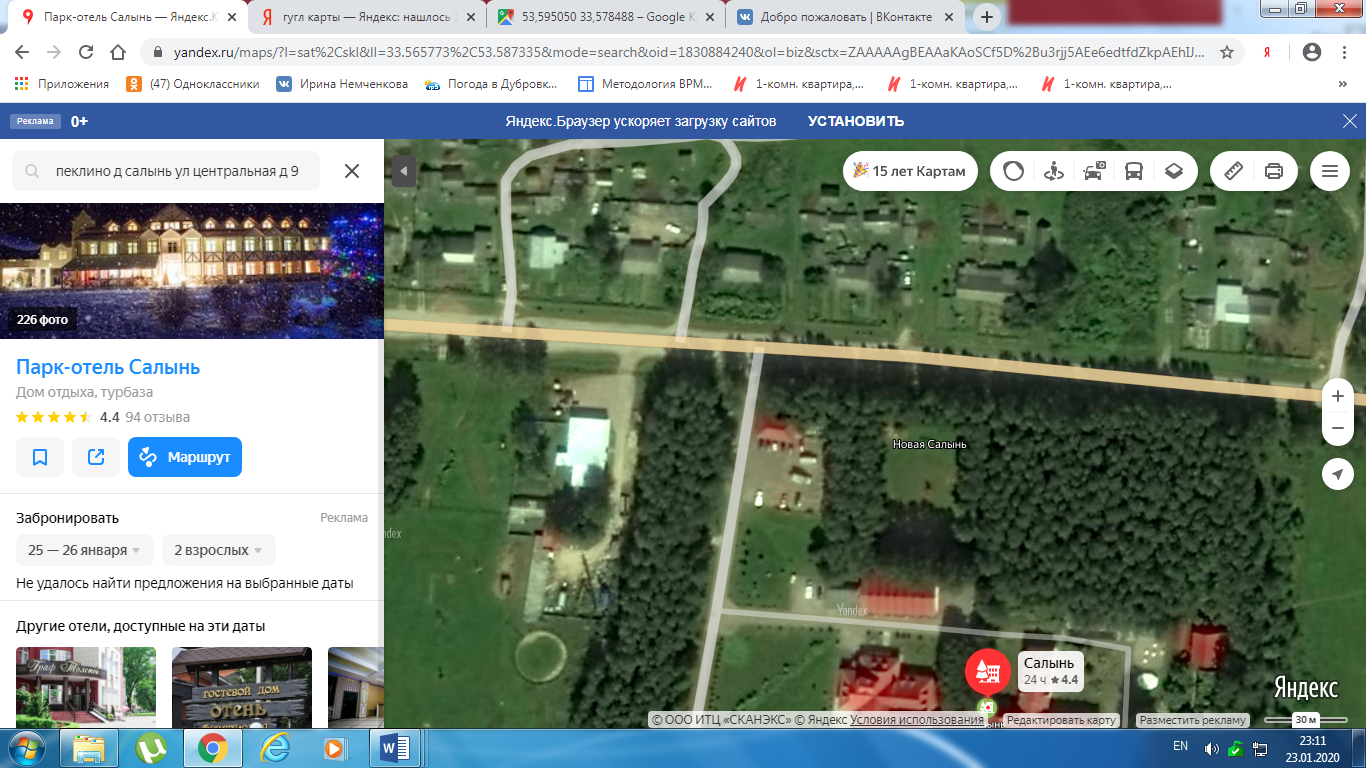 Парк-отель Салынь — Яндекс.К
гугл карты — Яндекс: нашлось
53,595050 33,578488 – Google К
Добро пожаловать | ВКонтакте
yandex.ru/maps/?l=sat%2Cskl&ll=33.565773%2C53.587335&mode=search&oid=1830884240&ol=biz&sctx=ZAAAAAgBEAAaKAoSCf5D%2Bu3rjj5AEe6edtfdZkpAEhIJ...
Приложения
(47) Одноклассники
Ирина Немченкова
Погода в Дубровк...
Методология ВРМ...
1-комн. квартира,...
1-комн. квартира,...
1-комн. квартира,...
»
Реклама
0+
Яндекс.Браузер ускоряет загрузку сайтов
УСТАНОВИТЬ
пеклино д салынь ул центральная д 9
15 лет Картам
226 фото
Парк-отель Салынь
Дом отдыха, турбаза
4.4 94 отзыва
Маршрут
Забронировать
Реклама
25 — 26 января
2 взрослых
Не удалось найти предложения на выбранные даты
Другие отели, доступные на эти даты
Граф Толстой
ГОСТЕВОЙ ДОМ
ОТЕНЬ
Новая Салынь
Yandex
Салынь
24 ч ★ 4.4
Яндекс
© ООО ИТЦ «СКАНЭКС» © Яндекс Условия использования
Редактировать карту
Разместить рекламу
30 м
EN
23:11
23.01.2020